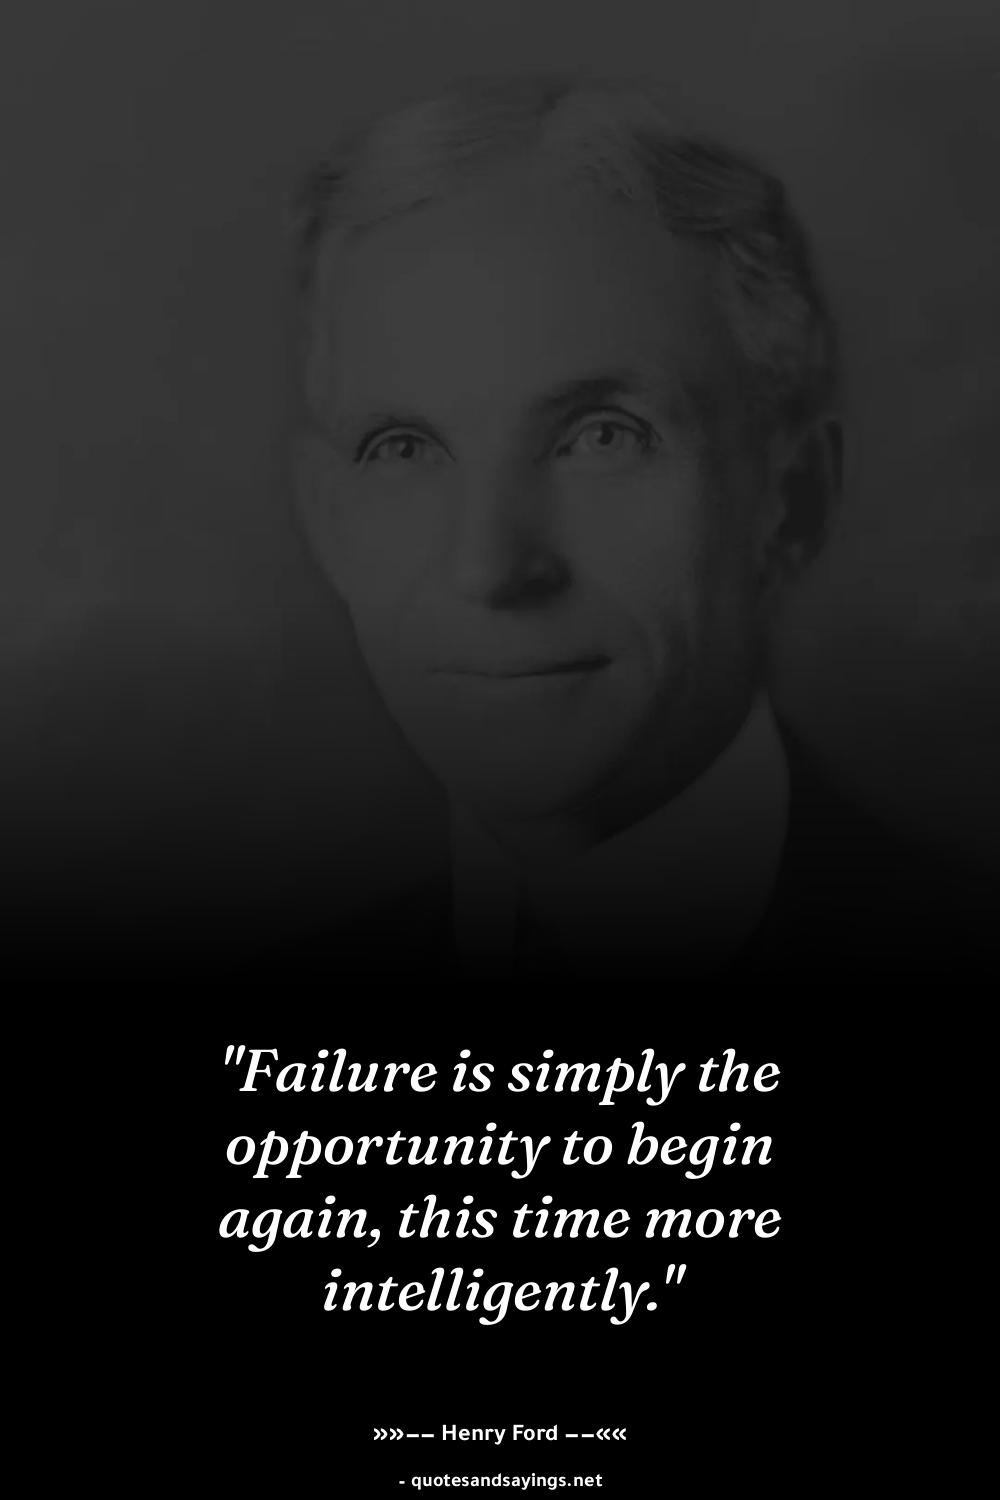 "Failure is simply the
opportunity to begin
again, this time more
intelligently."
»»−− Henry Ford −−««
- quotesandsayings.net